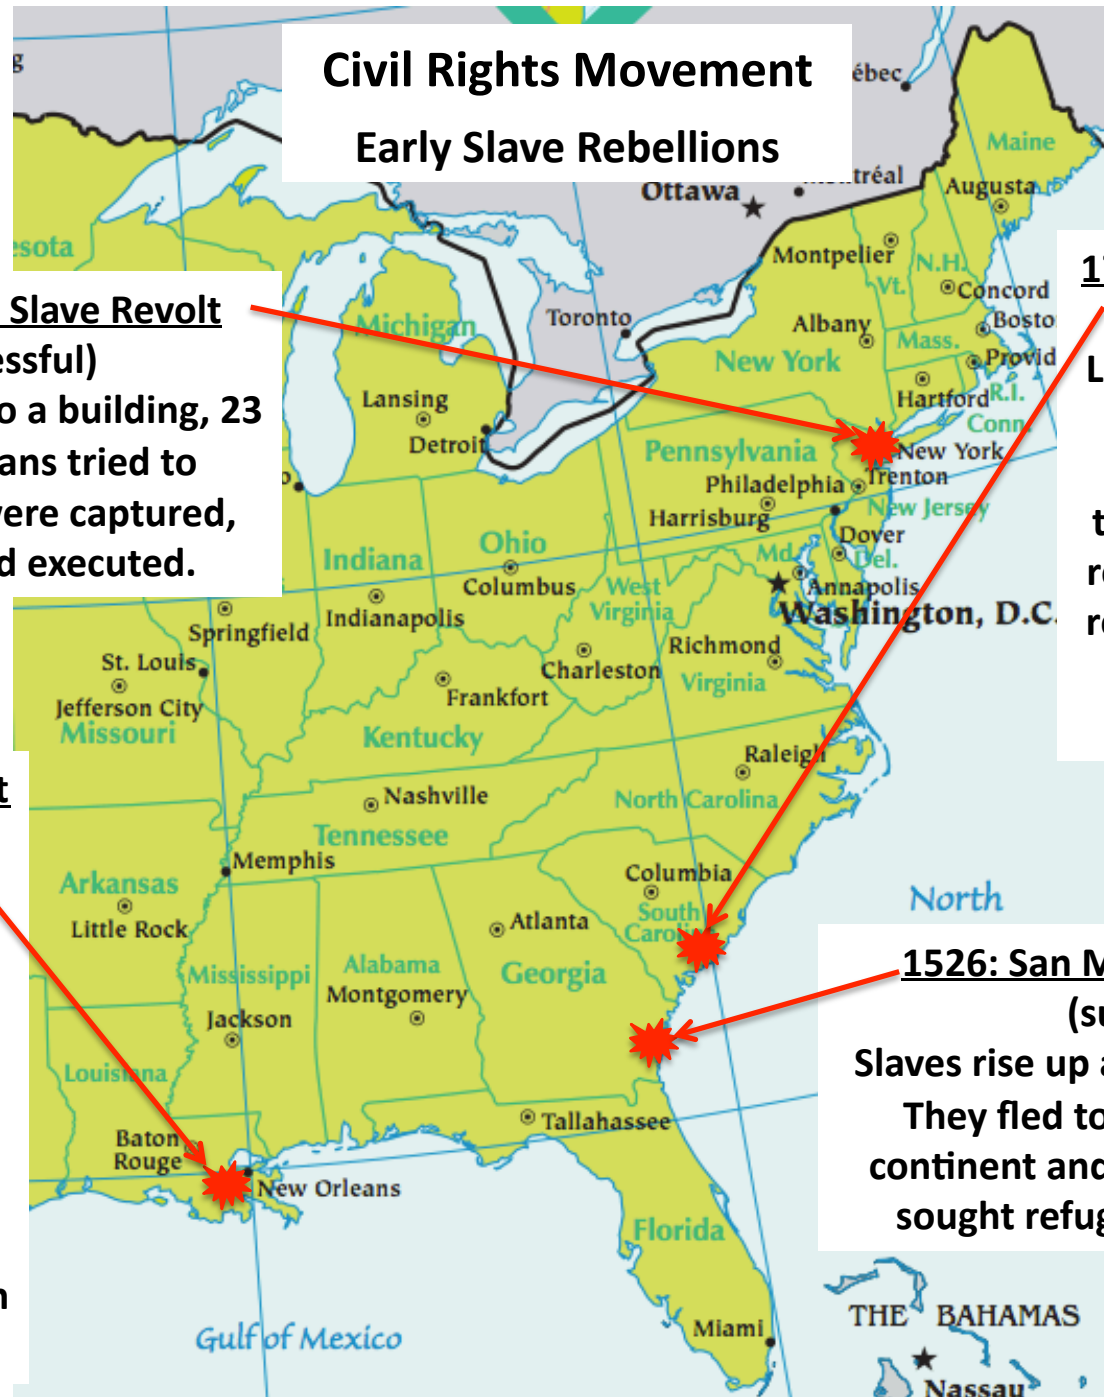 Civil Rights Movement
Early Slave Rebellions
Ottawa
Maine
Augusta
Montpelier
N.H.
Vt.
Concord
Slave Revolt
Toronto
Albany
Mass.
Michigan
New York
Hartford
R.I.
Conn.
o a building, 23
Lansing
Detroit
Pennsylvania
New York
ans tried to
Philadelphia
Trenton
were captured,
Harrisburg
New Jersey
d executed.
Indiana
Ohio
Dover
Md.
Del.
Columbus
West
Virginia
Annapolis
Washington, D.C.
Springfield
Indianapolis
Richmond
St. Louis
Charleston
Virginia
Jefferson City
Frankfort
Missouri
Kentucky
Raleigh
Nashville
North Carolina
Tennessee
Memphis
Columbia
Arkansas
Little Rock
Atlanta
South
Carolina
North
Mississippi
Alabama
Georgia
Montgomery
1526: San M
Jackson
(su
Slaves rise up a
Louisiana
They fled to
Tallahassee
Baton
Rouge
continent and
New Orleans
sought refug
Florida
Gulf of Mexico
Miami
THE BAHAMAS
Nassau